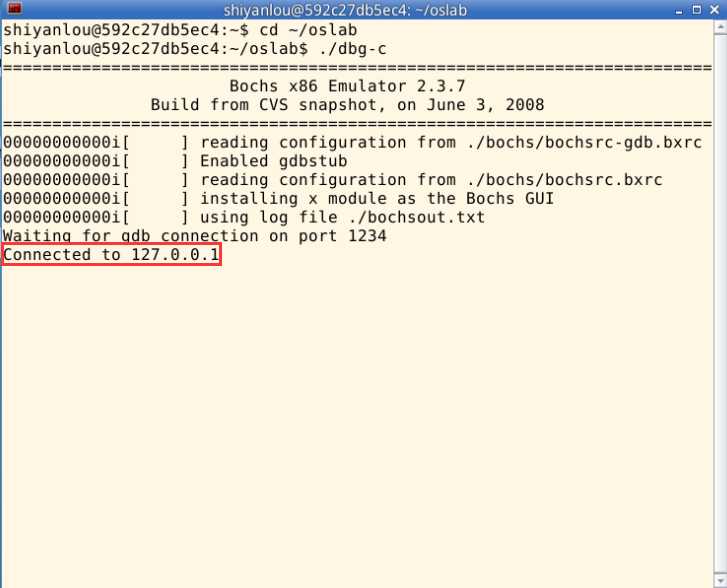 shiyanlou@592c27db5ec4: ~/oslab
shiyanlou@592c27db5ec4:~$ cd ~/oslab
shiyanlou@592c27db5ec4:~/oslab$ ./dbg-c
========================================================================
Bochs x86 Emulator 2.3.7
Build from CVS snapshot, on June 3, 2008
========================================================================
00000000000i[     ] reading configuration from ./bochs/bochsrc-gdb.bxrc
00000000000i[     ] Enabled gdbstub
00000000000i[     ] reading configuration from ./bochs/bochsrc.bxrc
00000000000i[     ] installing x module as the Bochs GUI
00000000000i[     ] using log file ./bochsout.txt
Waiting for gdb connection on port 1234
Connected to 127.0.0.1